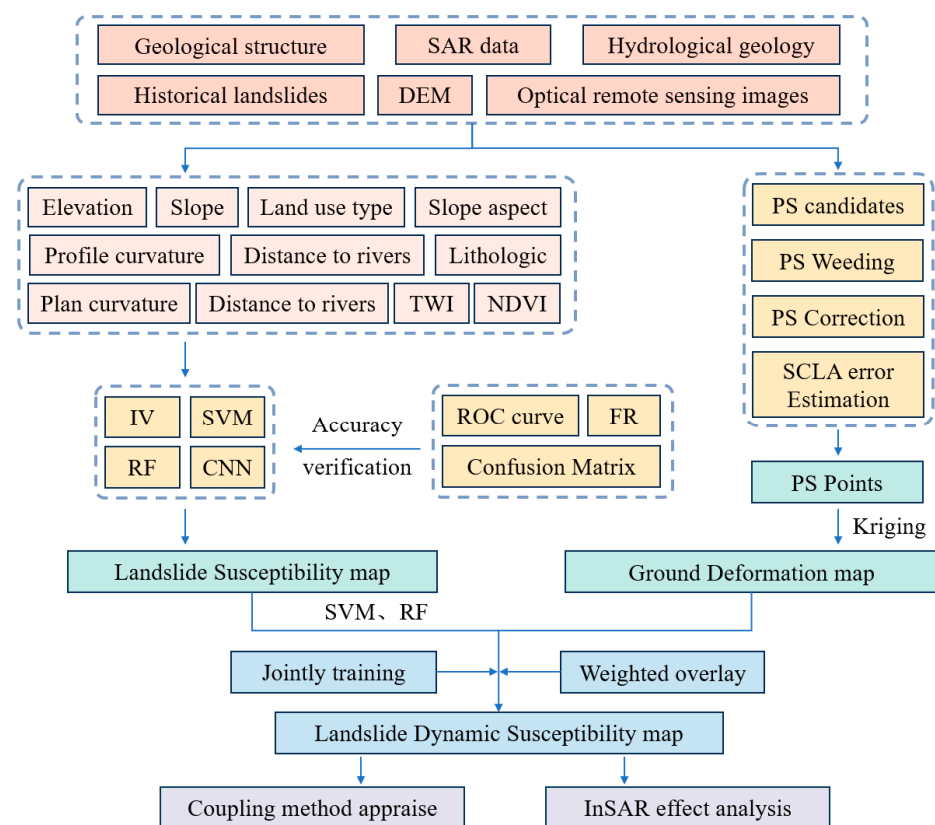 Geological structure
SAR data
Hydrological geology
Historical landslides
DEM
Optical remote sensing images
Elevation
Slope
Land use type
Slope aspect
Profile curvature
Distance to rivers
Lithologic
Plan curvature
Distance to rivers
TWI
NDVI
PS candidates
PS Weeding
PS Correction
SCLA error
Estimation
IV
SVM
RF
CNN
Accuracy
verification
ROC curve
FR
Confusion Matrix
PS Points
Kriging
Landslide Susceptibility map
Ground Deformation map
SVM、RF
Jointly training
Weighted overlay
Landslide Dynamic Susceptibility map
Coupling method appraise
InSAR effect analysis